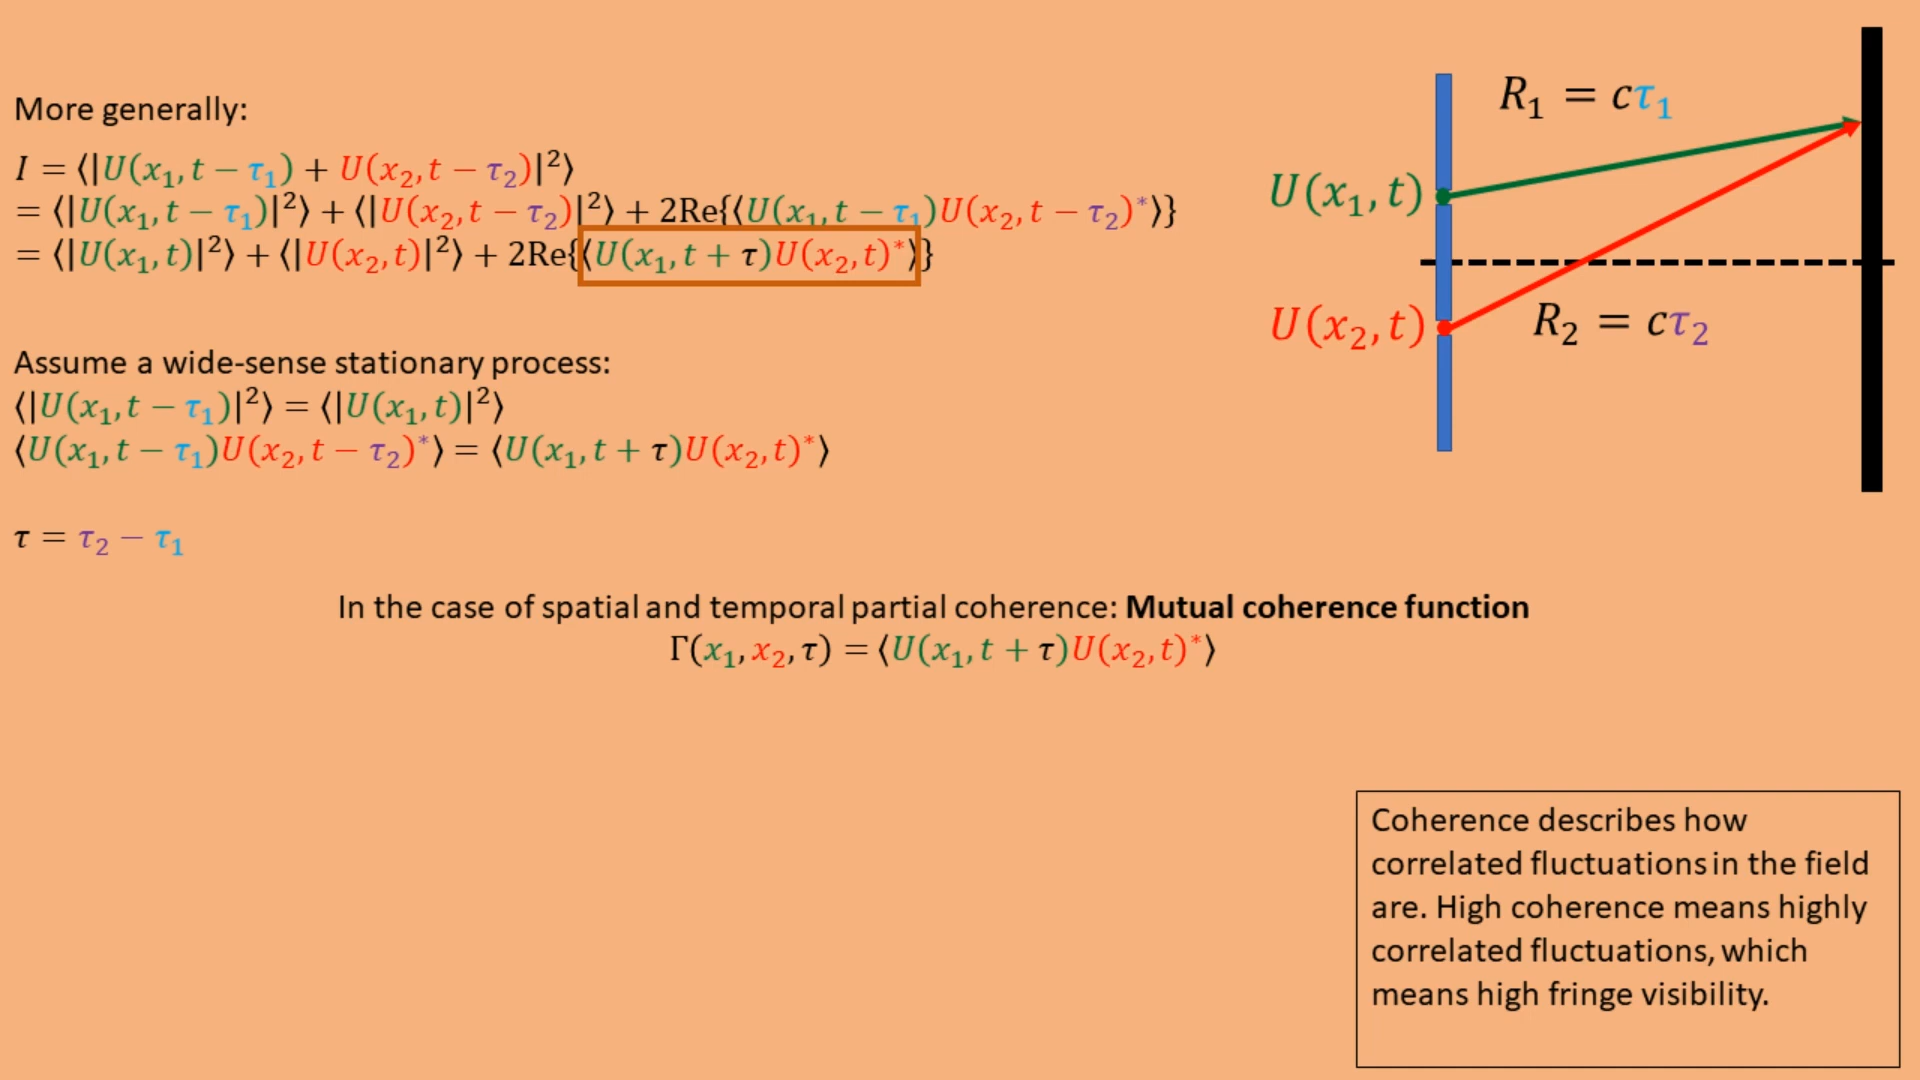 More generally:
I = ⟨|U(x₁, t − τ₁) + U(x₂, t − τ₂)|²⟩
= ⟨|U(x₁, t − τ₁)|²⟩ + ⟨|U(x₂, t − τ₂)|²⟩ + 2Re{⟨U(x₁, t − τ₁)U(x₂, t − τ₂)*⟩}
= ⟨|U(x₁, t)|²⟩ + ⟨|U(x₂, t)|²⟩ + 2Re{⟨U(x₁, t + τ)U(x₂, t)*⟩}
Assume a wide-sense stationary process:
⟨|U(x₁, t − τ₁)|²⟩ = ⟨|U(x₁, t)|²⟩
⟨U(x₁, t − τ₁)U(x₂, t − τ₂)*⟩ = ⟨U(x₁, t + τ)U(x₂, t)*⟩
τ = τ₂ − τ₁
R₁ = cτ₁
U(x₁, t)
U(x₂, t)
R₂ = cτ₂
In the case of spatial and temporal partial coherence: Mutual coherence function
Γ(x₁, x₂, τ) = ⟨U(x₁, t + τ)U(x₂, t)*⟩
Coherence describes how
correlated fluctuations in the field
are. High coherence means highly
correlated fluctuations, which
means high fringe visibility.